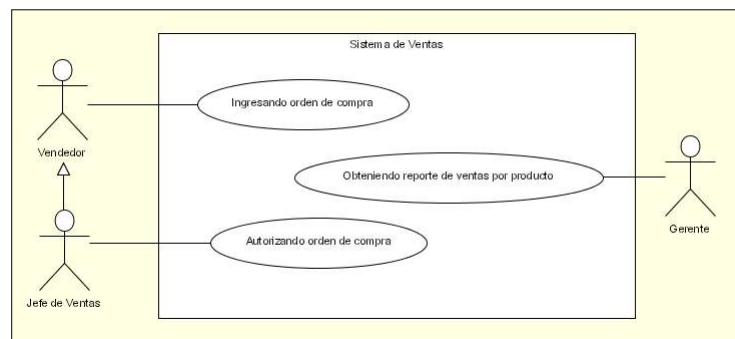 Sistema de Ventas
Ingresando orden de compra
Vendedor
Obteniendo reporte de ventas por producto
Gerente
Autorizando orden de compra
Jefe de Ventas